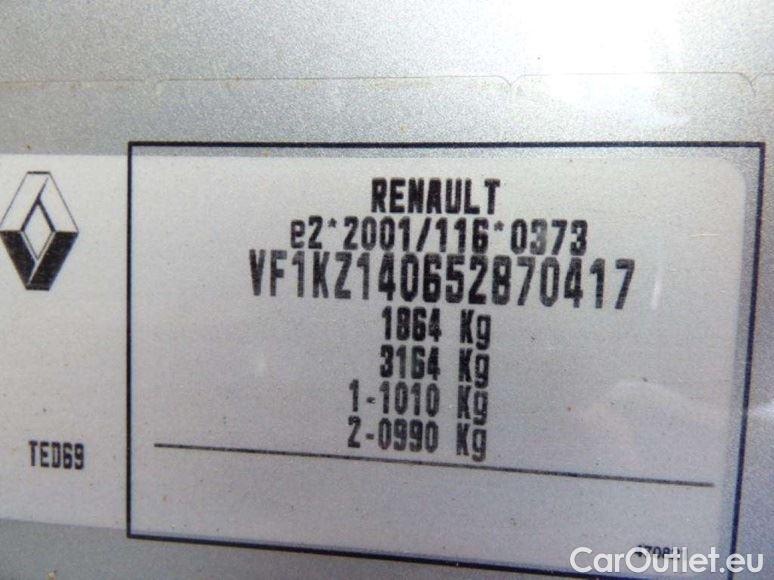 RENAULT
e2*2001/116*0373
VF1KZ140652870417
1864 Kg
3164 Kg
1-1010 Kg
2-0990 Kg
TED69
CarOutlet.eu